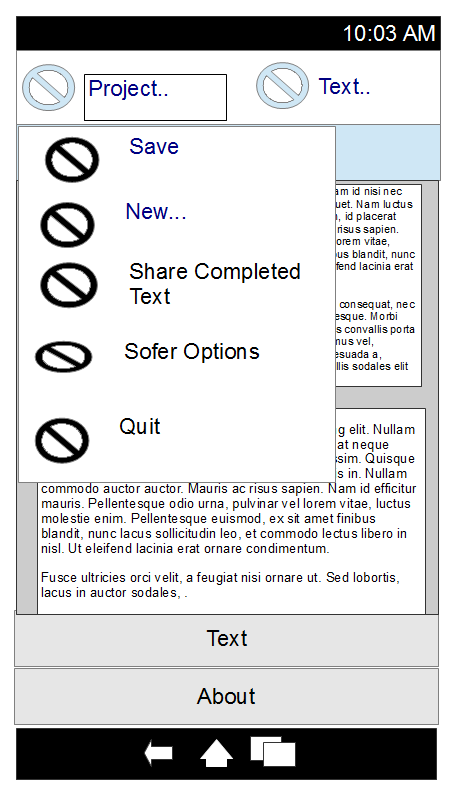 10:03 AM
Project..
Text..
Save
New...
Share Completed
Text
Sofer Options
Quit
am id nisi nec
uet. Nam luctus
, id placerat
risus sapien.
orem vitae,
us blandit, nunc
fend lacinia erat
consequat, nec
esque. Morbi
s convallis porta
mus vel,
esuada a,
llis sodales elit
g elit. Nullam
at neque
ssim. Quisque
s in. Nullam
commodo auctor auctor. Mauris ac risus sapien. Nam id efficitur
mauris. Pellentesque odio urna, pulvinar vel lorem vitae, luctus
molestie enim. Pellentesque euismod, ex sit amet finibus
blandit, nunc lacus sollicitudin leo, et commodo lectus libero in
nisl. Ut eleifend lacinia erat ornare condimentum.
Fusce ultricies orci velit, a feugiat nisi ornare ut. Sed lobortis,
lacus in auctor sodales, .
Text
About